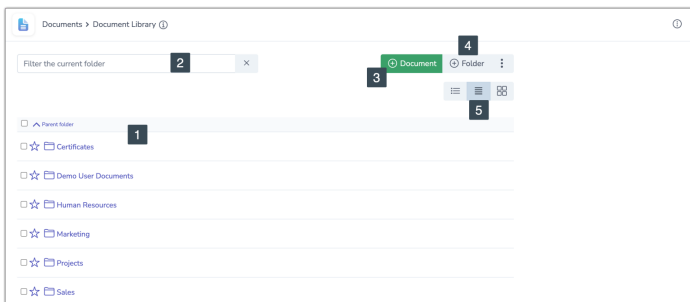 Documents > Document Library
Filter the current folder 2 ×
4
Document Folder
3
5
Parent folder
1
Certificates
Demo User Documents
Human Resources
Marketing
Projects
Sales